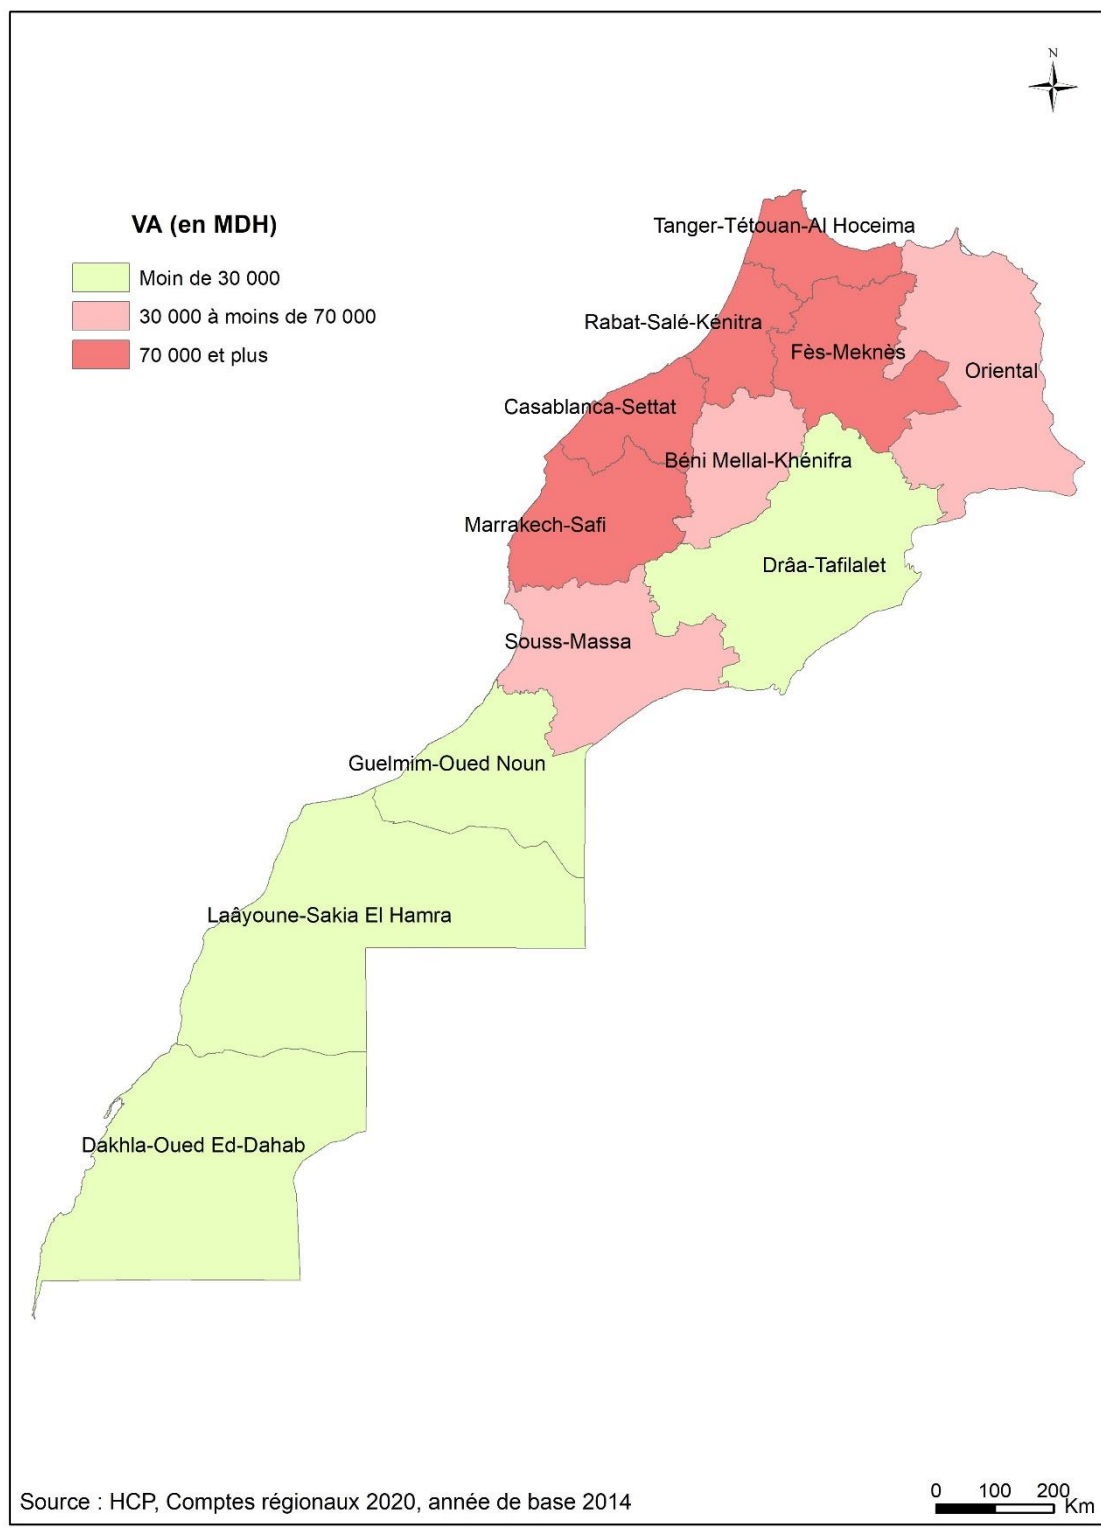 N
VA (en MDH)
Moin de 30 000
30 000 à moins de 70 000
70 000 et plus
Tanger-Tétouan-Al Hoceima
Rabat-Salé-Kénitra
Fès-Meknès
Oriental
Casablanca-Settat
Béni Mellal-Khénifra
Marrakech-Safi
Drâa-Tafilalet
Souss-Massa
Guelmim-Oued Noun
Laâyoune-Sakia El Hamra
Dakhla-Oued Ed-Dahab
Source : HCP, Comptes régionaux 2020, année de base 2014
0 100 200
Km